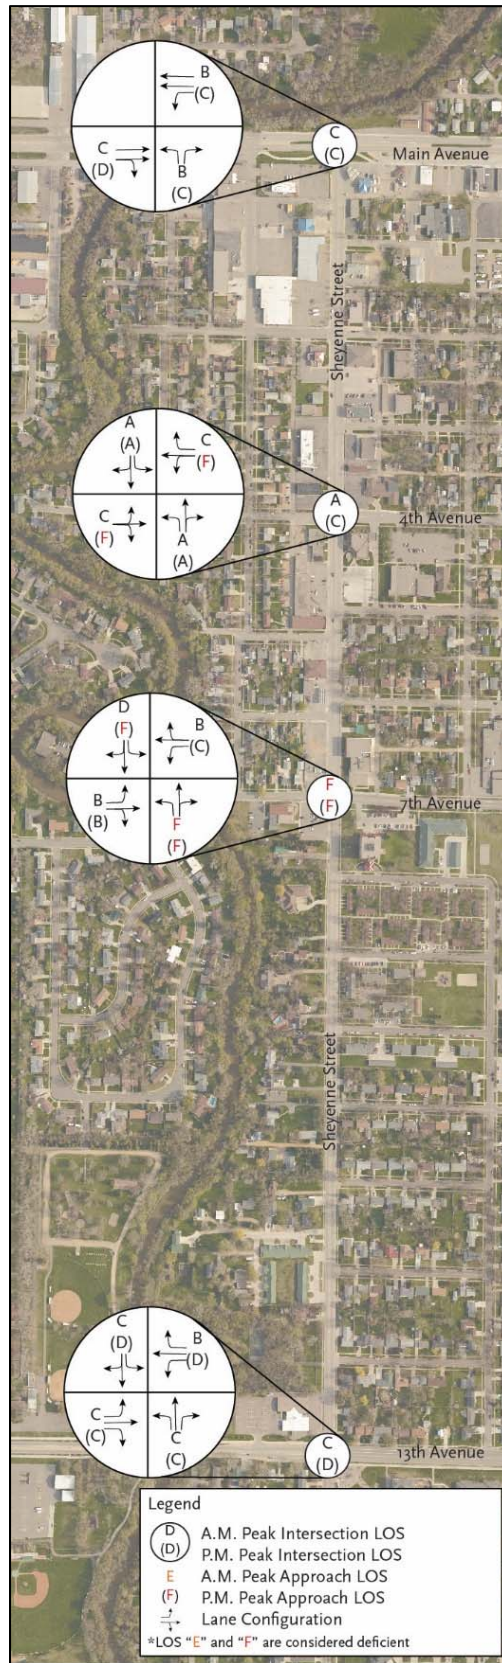 B
(C)
C
(D)
B
(C)
C
(C)
Main Avenue
Sheyenne Street
A
(A)
C
(F)
C
(F)
A
(A)
A
(C)
4th Avenue
D
(F)
B
(C)
B
(B)
F
(F)
F
(F)
7th Avenue
Sheyenne Street
C
(D)
B
(D)
C
(C)
C
(C)
C
(D)
13th Avenue
Legend
D
(D)
A.M. Peak Intersection LOS
P.M. Peak Intersection LOS
E
A.M. Peak Approach LOS
(F)
P.M. Peak Approach LOS
Lane Configuration
*LOS "E" and "F" are considered deficient